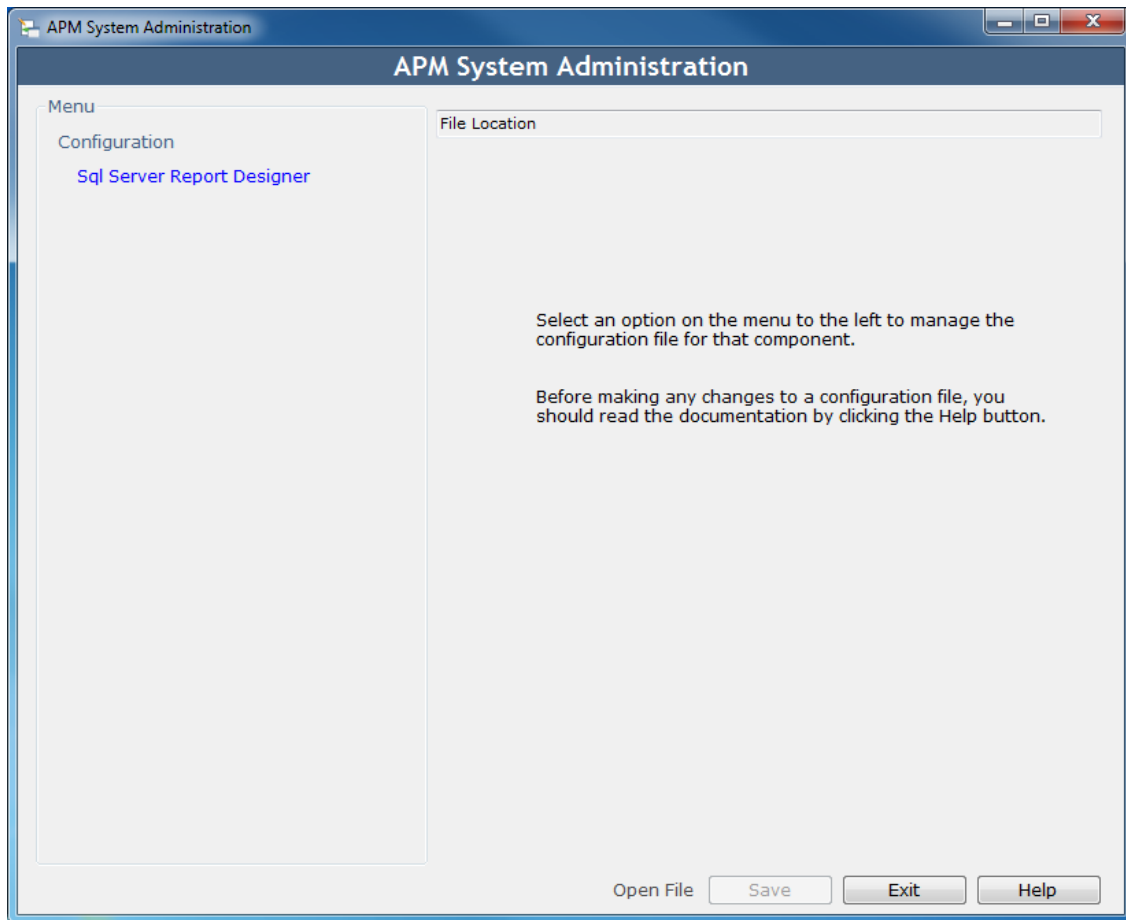 APM System Administration
APM System Administration
Menu
Configuration
Sql Server Report Designer
File Location
Select an option on the menu to the left to manage the
configuration file for that component.
Before making any changes to a configuration file, you
should read the documentation by clicking the Help button.
Open File Save Exit Help